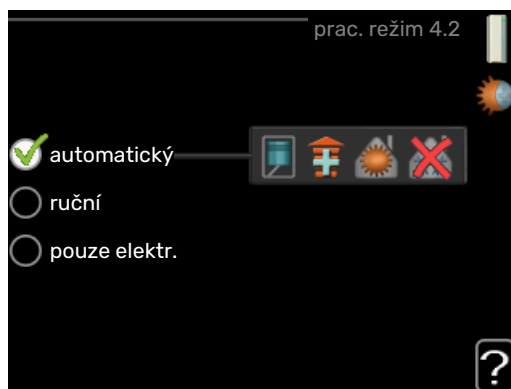 prac. režim 4.2
automatický
ruční
pouze elektr.
?